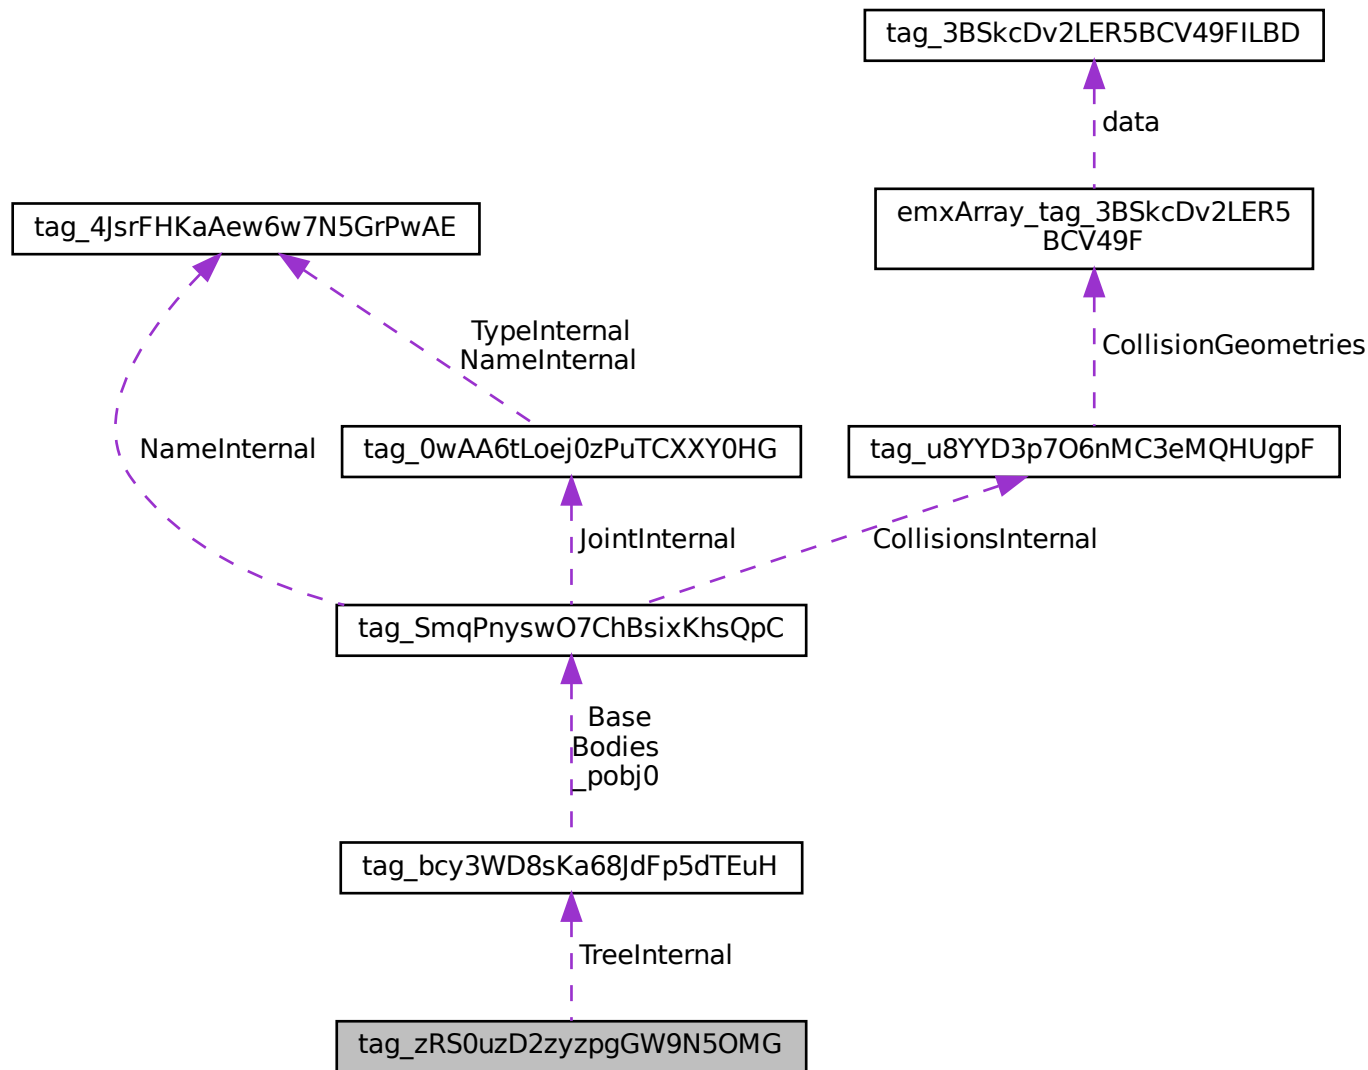 tag_3BSkcDv2LER5BCV49FILBD
data
tag_4JsrFHKaAew6w7N5GrPwAE
emxArray_tag_3BSkcDv2LER5
BCV49F
TypeInternal
NameInternal
CollisionGeometries
NameInternal
tag_0wAA6tLoej0zPuTCXXY0HG
tag_u8YYD3p7O6nMC3eMQHUgpF
JointInternal
CollisionsInternal
tag_SmqPnyswO7ChBsixKhsQpC
Base
Bodies
_pobj0
tag_bcy3WD8sKa68JdFp5dTEuH
TreeInternal
tag_zRS0uzD2zyzpgGW9N5OMG